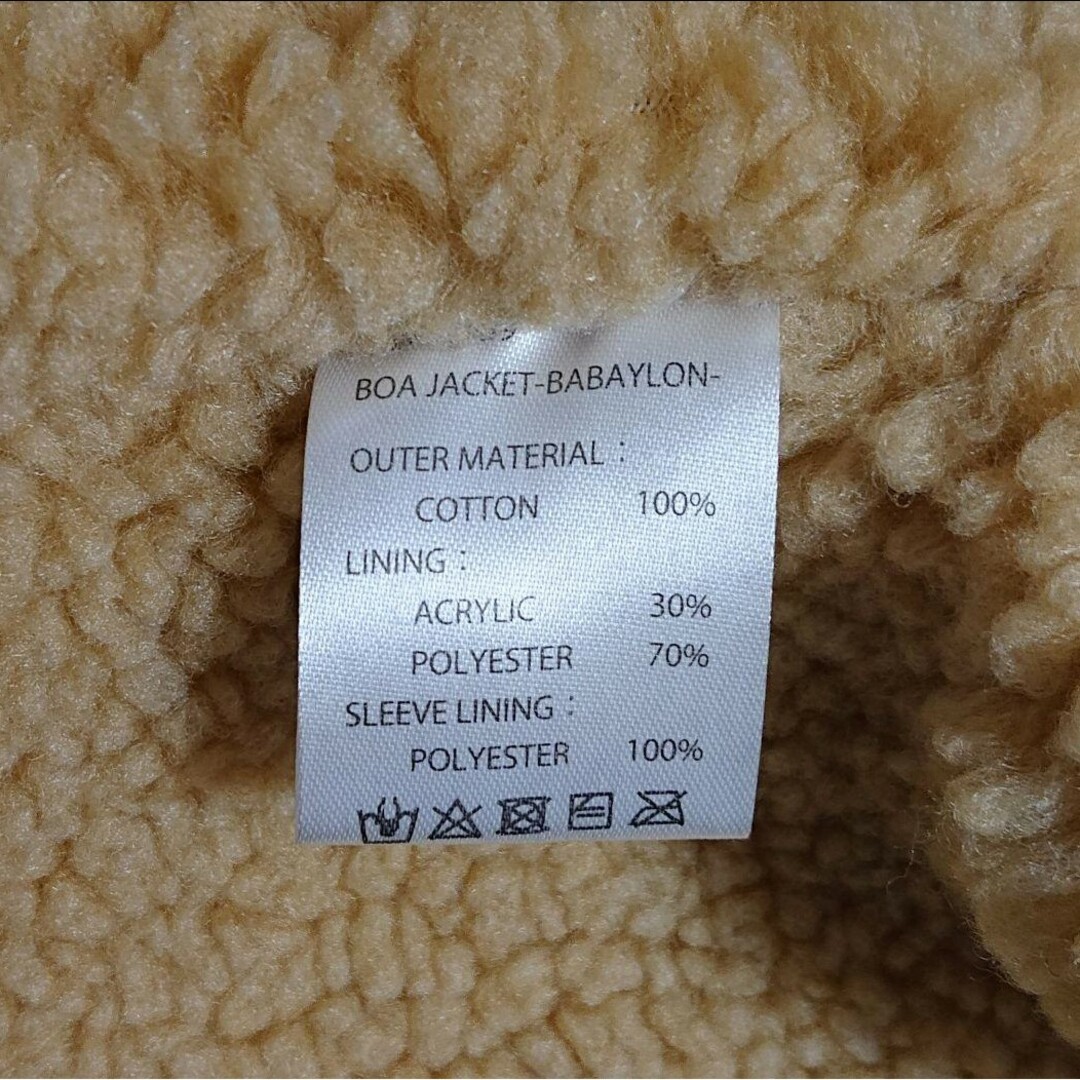 BOA JACKET-BABAYLON-
OUTER MATERIAL :
COTTON 100%
LINING :
ACRYLIC 30%
POLYESTER 70%
SLEEVE LINING :
POLYESTER 100%